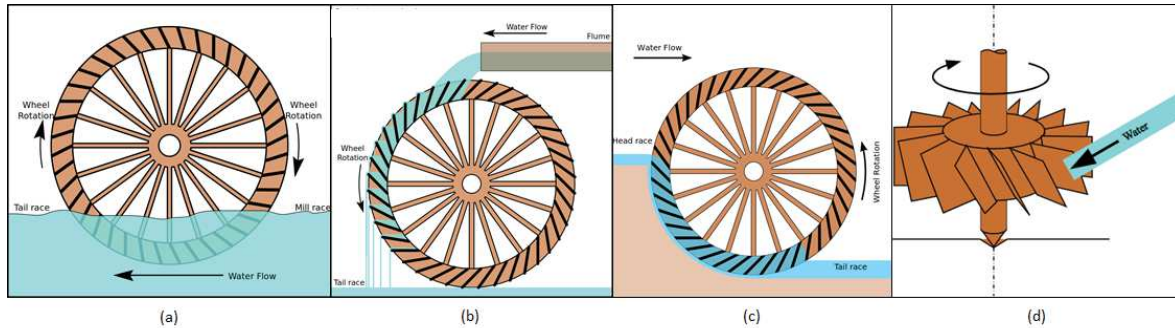 Wheel
Rotation
Wheel
Rotation
Tail race
Mill race
Water Flow
(a)
Water Flow
Flume
Wheel
Rotation
Tail race
(b)
Water Flow
Head race
Wheel Rotation
Tail race
(c)
Water
(d)